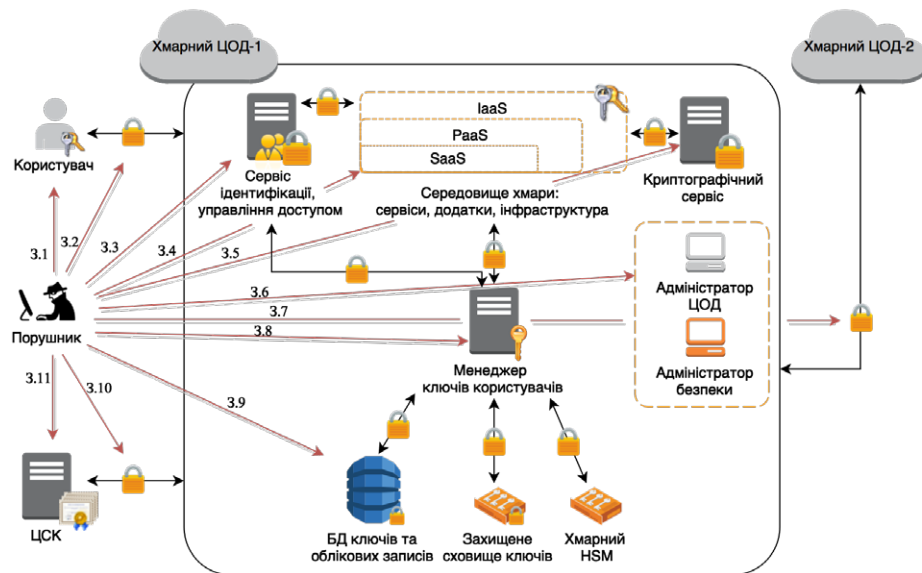 Хмарний ЦОД-1
Хмарний ЦОД-2
IaaS
PaaS
SaaS
Користувач
Сервіс
ідентифікації,
управління доступом
Середовище хмари:
сервіси, додатки, інфраструктура
Криптографічний
сервіс
3.1
3.2
3.3
3.4
3.5
3.6
3.7
3.8
Адміністратор
ЦОД
Порушник
Менеджер
ключів користувачів
Адміністратор
безпеки
3.11
3.10
3.9
ЦСК
БД ключів та
облікових записів
Захищене
сховище ключів
Хмарний
HSM